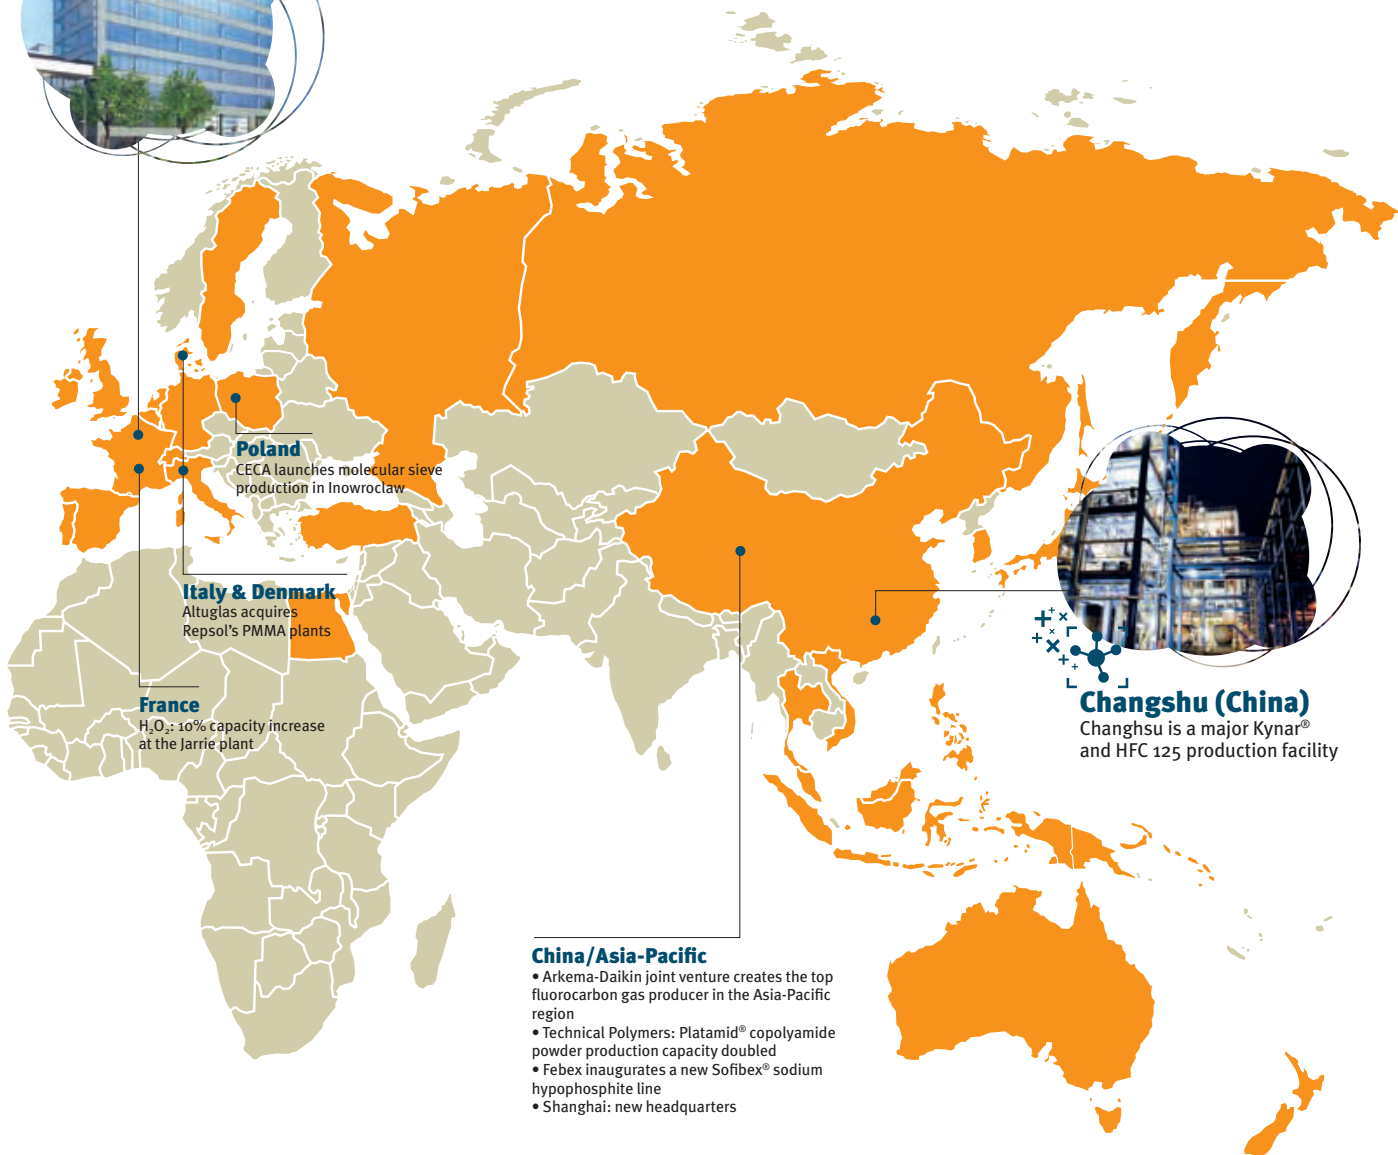 Poland
CECA launches molecular sieve
production in Inowroclaw
Italy & Denmark
Altuglas acquires
Repsol's PMMA plants
France
H₂O₂: 10% capacity increase
at the Jarrie plant
Changshu (China)
Changhsu is a major Kynar®
and HFC 125 production facility
China/Asia-Pacific
• Arkema-Daikin joint venture creates the top
fluorocarbon gas producer in the Asia-Pacific
region
• Technical Polymers: Platamid® copolyamide
powder production capacity doubled
• Febex inaugurates a new Sofibex® sodium
hypophosphite line
• Shanghai: new headquarters